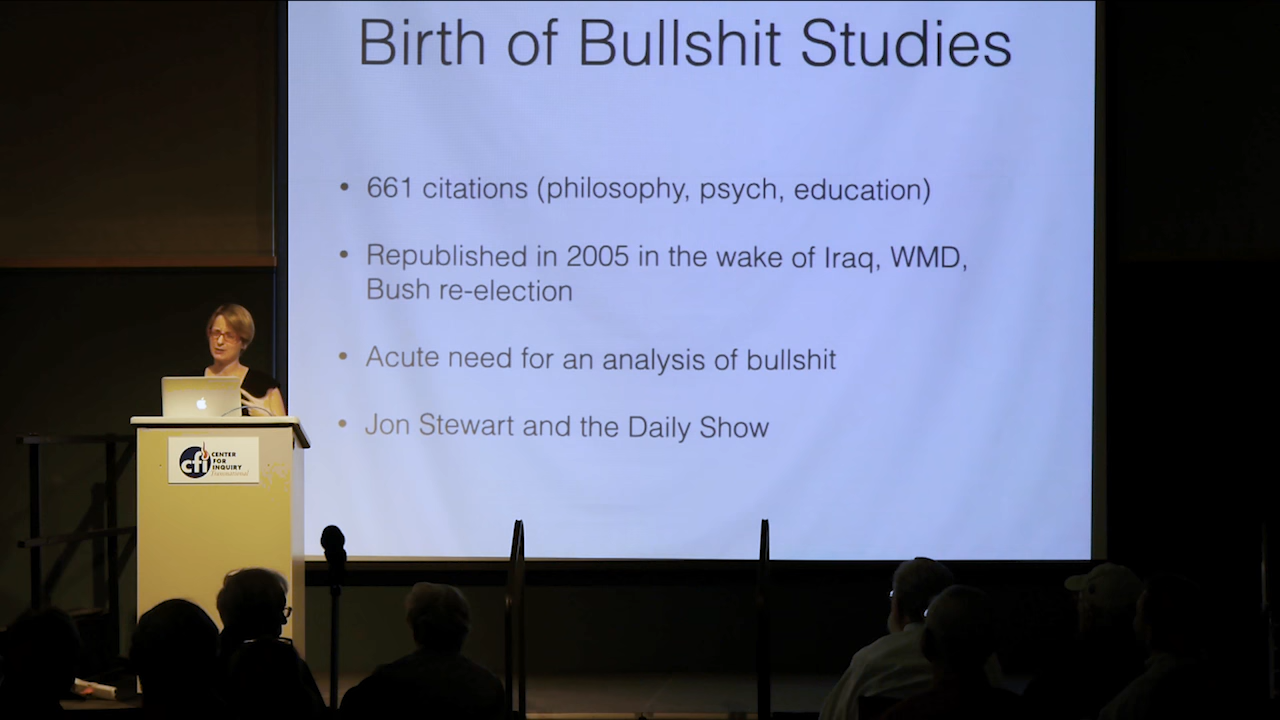 Birth of Bullshit Studies
• 661 citations (philosophy, psych, education)
• Republished in 2005 in the wake of Iraq, WMD,
Bush re-election
• Acute need for an analysis of bullshit
• Jon Stewart and the Daily Show
cfi
CENTER
FOR
INQUIRY